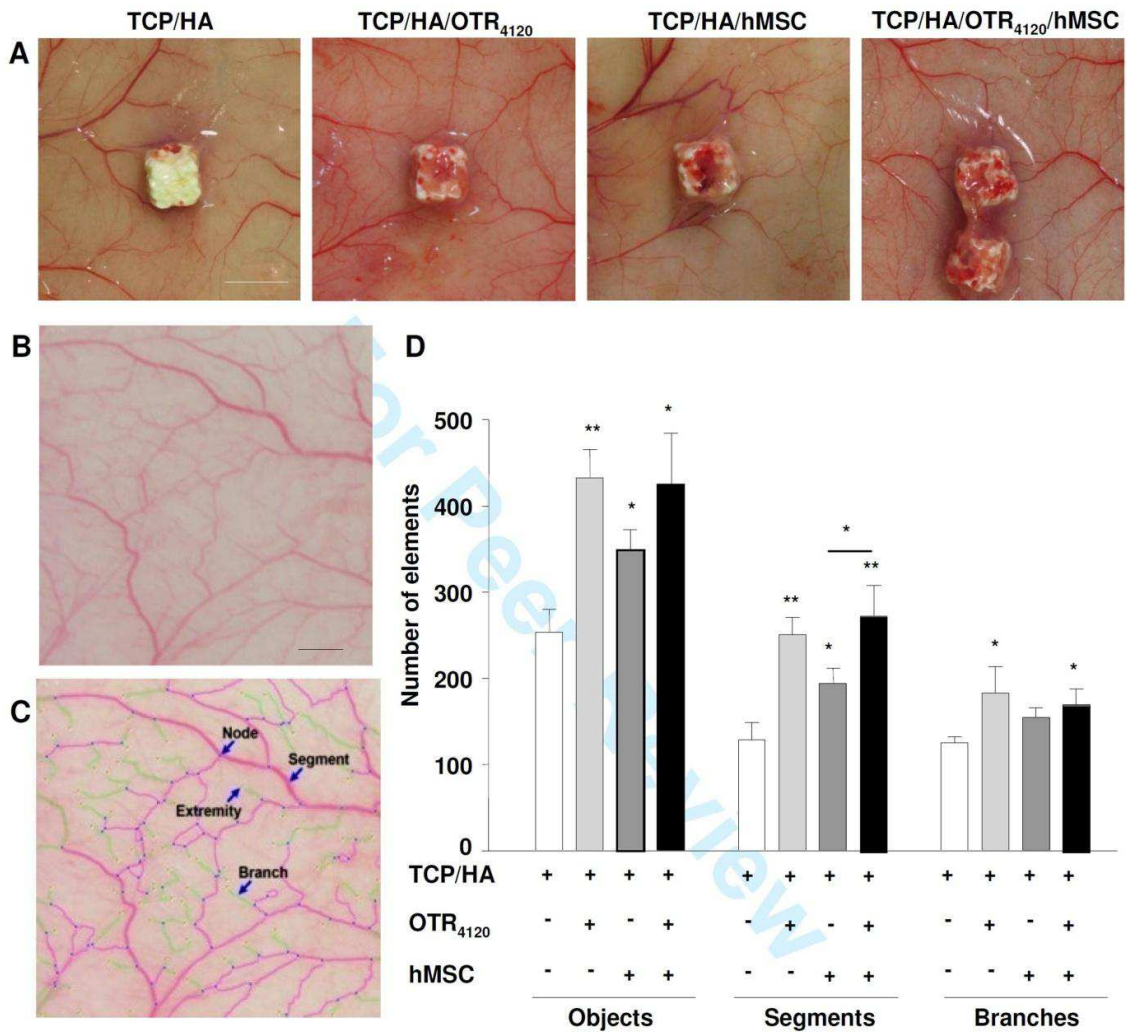 TCP/HA TCP/HA/OTR4120 TCP/HA/hMSC TCP/HA/OTR4120/hMSC
A
B
D
500
400
300
200
100
0
Number of elements
** * * *
** * * **
* *
C
Node
Segment
Extremity
Branch
TCP/HA + + + + + + + + + + + +
OTR4120 - + - + - + - + - + - +
hMSC - - + + - - + + - - + +
Objects Segments Branches
For Peer Review